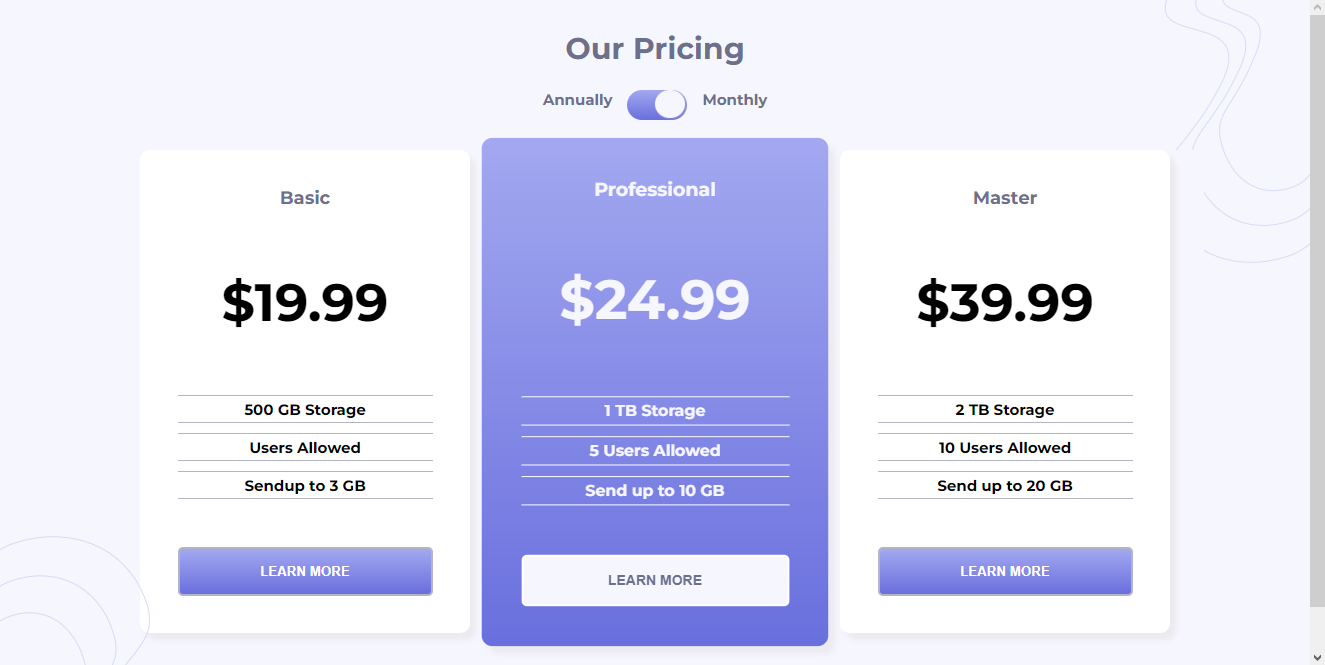 Our Pricing
Annually
Monthly
Basic
$19.99
500 GB Storage
Users Allowed
Sendup to 3 GB
LEARN MORE
Professional
$24.99
1 TB Storage
5 Users Allowed
Send up to 10 GB
LEARN MORE
Master
$39.99
2 TB Storage
10 Users Allowed
Send up to 20 GB
LEARN MORE